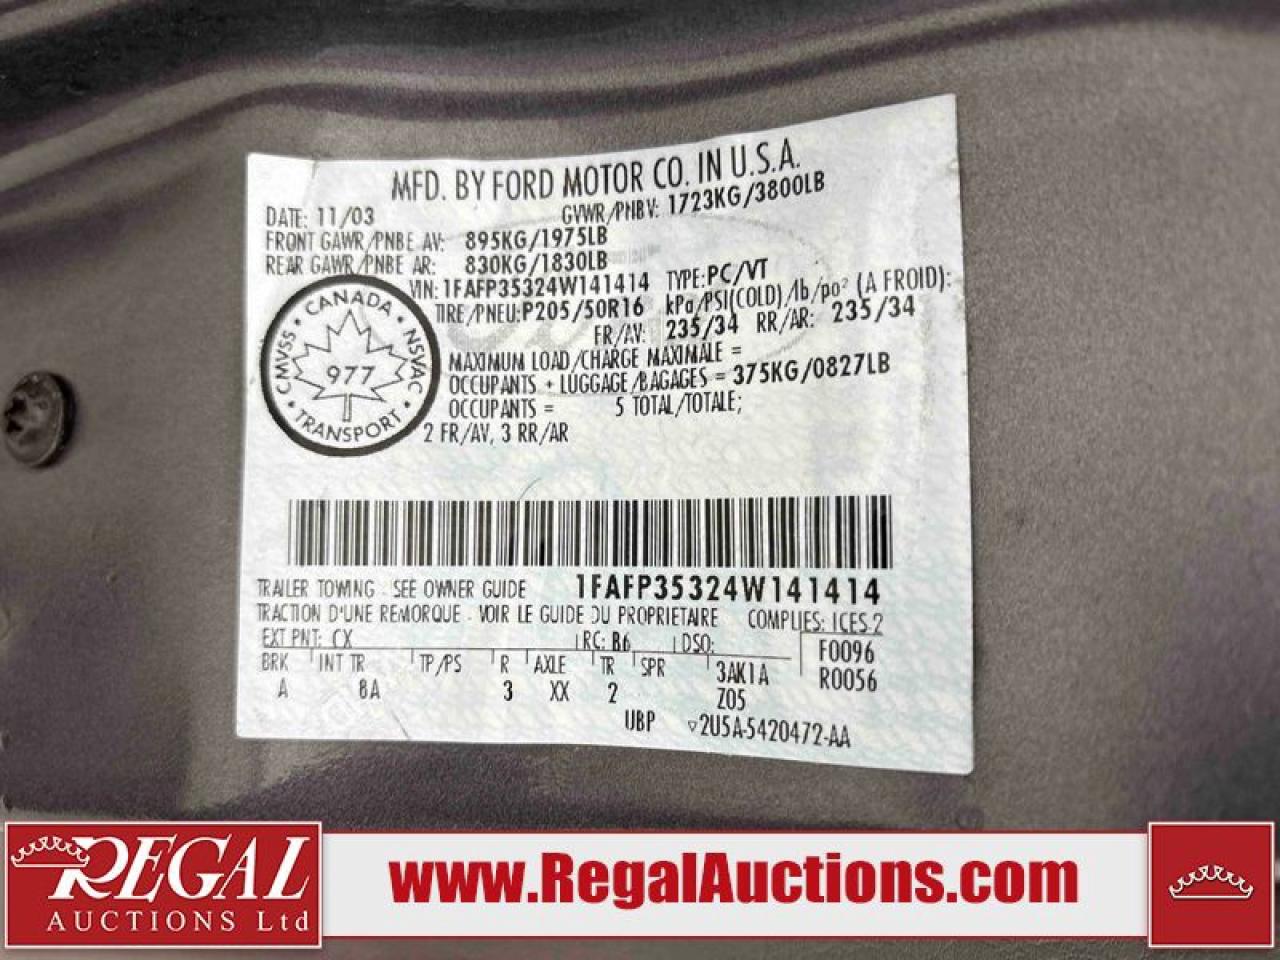 MFD. BY FORD MOTOR CO. IN U.S.A.
DATE: 11/03 GVWR/PNBV: 1723KG/3800LB
FRONT GAWR/PNBE AV: 895KG/1975LB
REAR GAWR/PNBE AR: 830KG/1830LB
VIN: 1FAFP35324W141414 TYPE: PC/VT
TIRE/PNEU: P205/50R16 kPa/PSI(COLD)/lb/po² (A FROID):
FR/AV: 235/34 RR/AR: 235/34
MAXIMUM LOAD/CHARGE MAXIMALE =
OCCUPANTS + LUGGAGE/BAGAGES = 375KG/0827LB
OCCUPANTS = 5 TOTAL/TOTALE;
2 FR/AV, 3 RR/AR
CANADA
CMVSS • NSVAC
977
TRANSPORT
TRAILER TOWING - SEE OWNER GUIDE 1FAFP35324W141414
TRACTION D'UNE REMORQUE - VOIR LE GUIDE DU PROPRIETAIRE COMPLIES: ICES 2
EXT PNT: CX RC: B6 DSO: F0096
BRK INT TR TP/PS R AXLE TR SPR 3AK1A R0056
A 8A 3 XX 2 Z05
UBP ▽2U5A-5420472-AA
REGAL
AUCTIONS Ltd
www.RegalAuctions.com